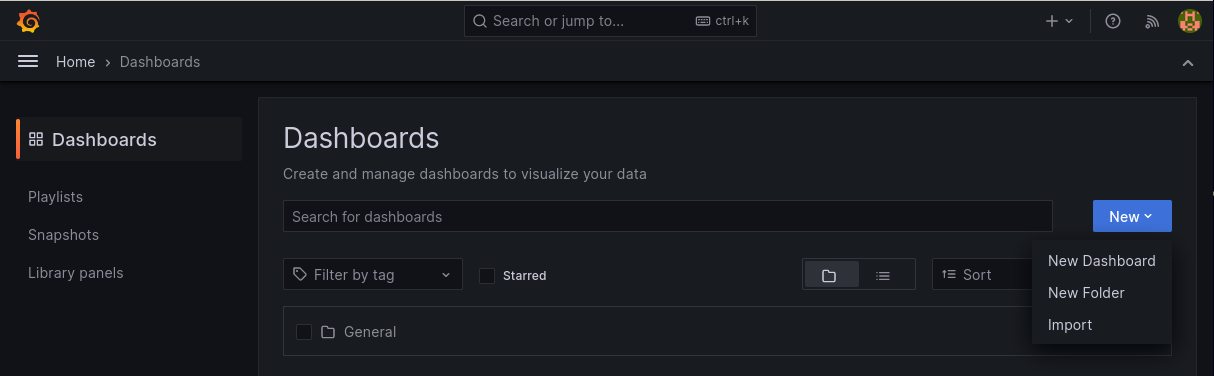 Search or jump to... ctrl+k
Home › Dashboards
Dashboards
Playlists
Snapshots
Library panels
Dashboards
Create and manage dashboards to visualize your data
Search for dashboards
New
New Dashboard
New Folder
Import
Filter by tag
Starred
Sort
General